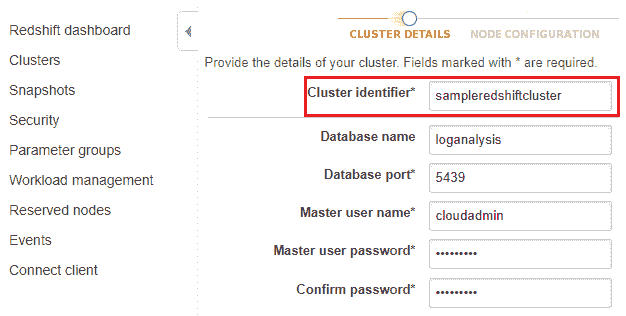 Redshift dashboard
Clusters
Snapshots
Security
Parameter groups
Workload management
Reserved nodes
Events
Connect client
CLUSTER DETAILS NODE CONFIGURATION
Provide the details of your cluster. Fields marked with * are required.
Cluster identifier* sampleredshiftcluster
Database name loganalysis
Database port* 5439
Master user name* cloudadmin
Master user password* •••••••••
Confirm password* •••••••••